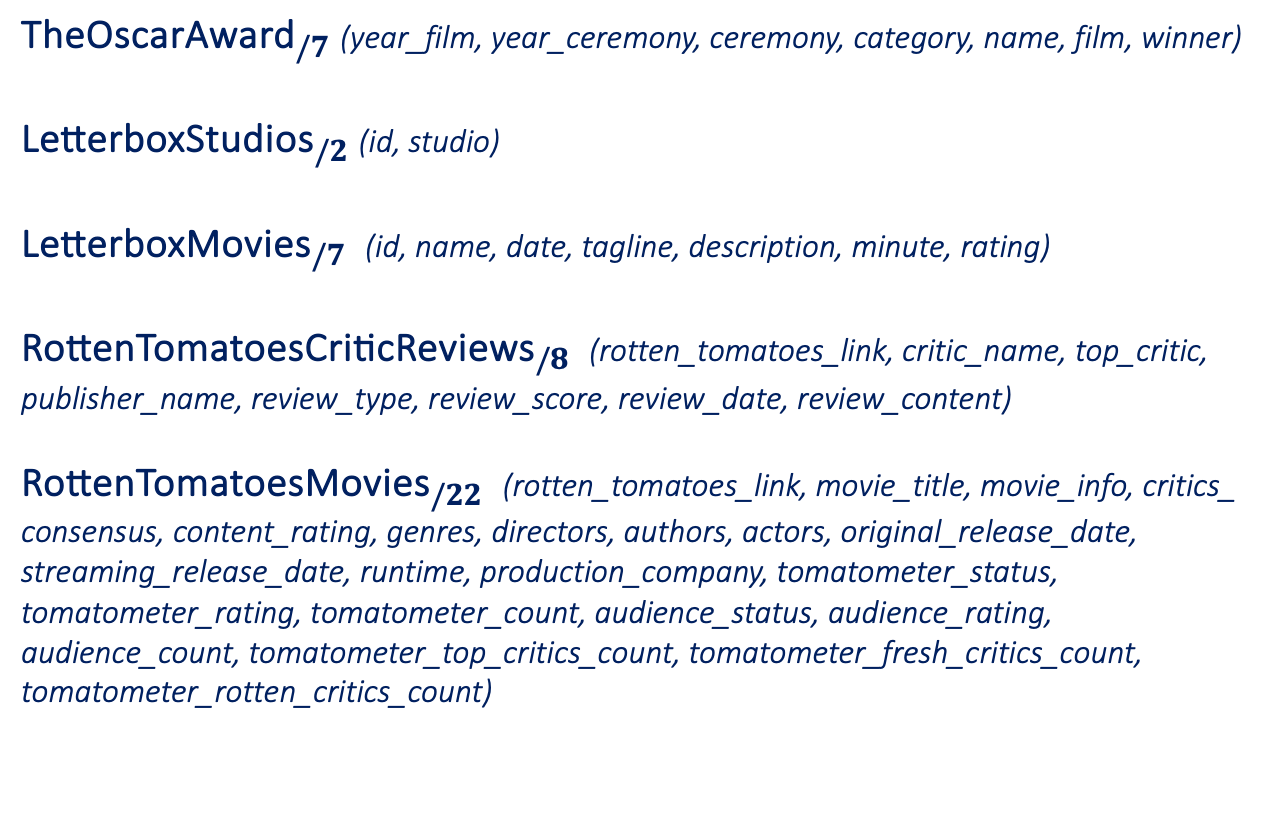 TheOscarAward/7 (year_film, year_ceremony, ceremony, category, name, film, winner)
LetterboxStudios/2 (id, studio)
LetterboxMovies/7 (id, name, date, tagline, description, minute, rating)
RottenTomatoesCriticReviews/8 (rotten_tomatoes_link, critic_name, top_critic,
publisher_name, review_type, review_score, review_date, review_content)
RottenTomatoesMovies/22 (rotten_tomatoes_link, movie_title, movie_info, critics_
consensus, content_rating, genres, directors, authors, actors, original_release_date,
streaming_release_date, runtime, production_company, tomatometer_status,
tomatometer_rating, tomatometer_count, audience_status, audience_rating,
audience_count, tomatometer_top_critics_count, tomatometer_fresh_critics_count,
tomatometer_rotten_critics_count)